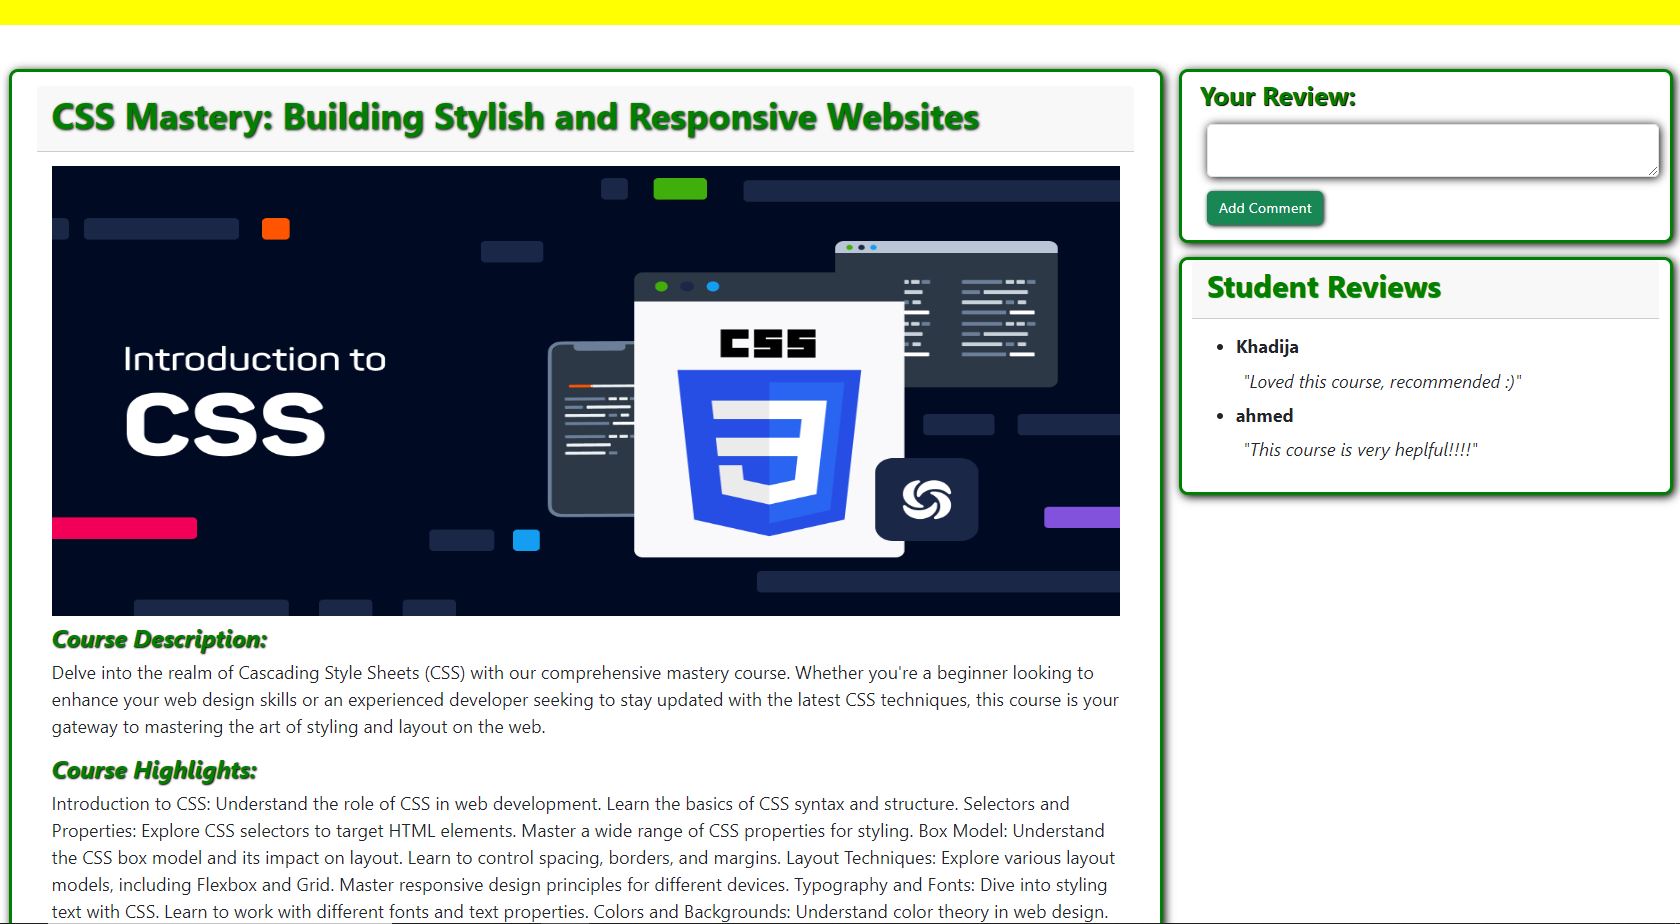 CSS Mastery: Building Stylish and Responsive Websites
Introduction to
CSS
CSS
Course Description:
Delve into the realm of Cascading Style Sheets (CSS) with our comprehensive mastery course. Whether you're a beginner looking to
enhance your web design skills or an experienced developer seeking to stay updated with the latest CSS techniques, this course is your
gateway to mastering the art of styling and layout on the web.
Course Highlights:
Introduction to CSS: Understand the role of CSS in web development. Learn the basics of CSS syntax and structure. Selectors and
Properties: Explore CSS selectors to target HTML elements. Master a wide range of CSS properties for styling. Box Model: Understand
the CSS box model and its impact on layout. Learn to control spacing, borders, and margins. Layout Techniques: Explore various layout
models, including Flexbox and Grid. Master responsive design principles for different devices. Typography and Fonts: Dive into styling
text with CSS. Learn to work with different fonts and text properties. Colors and Backgrounds: Understand color theory in web design.
Your Review:
Add Comment
Student Reviews
Khadija
"Loved this course, recommended :)"
ahmed
"This course is very heplful!!!!"